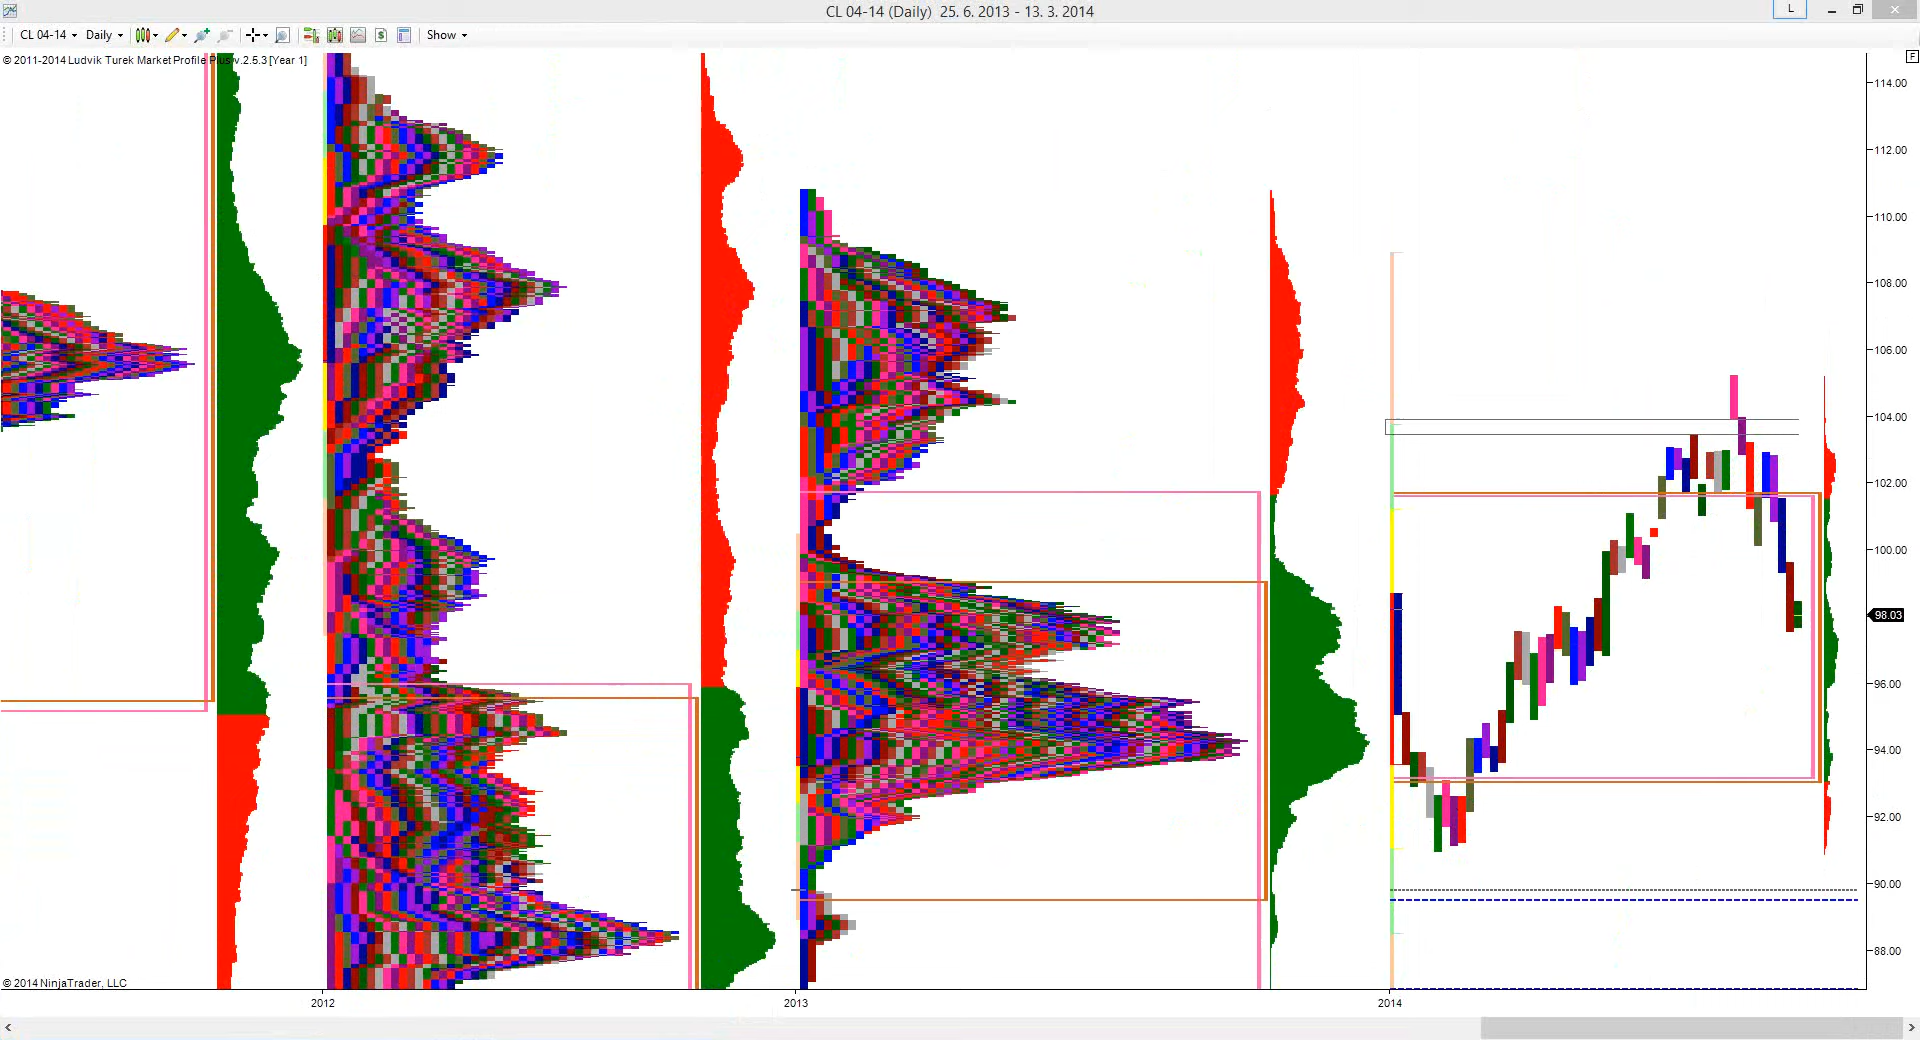 CL 04-14 (Daily)  25. 6. 2013 - 13. 3. 2014
L
CL 04-14 Daily $ Show
© 2011-2014 Ludvik Turek Market Profile Plus v.2.5.3 [Year 1]
F
114.00
112.00
110.00
108.00
106.00
104.00
102.00
100.00
98.03
96.00
94.00
92.00
90.00
88.00
© 2014 NinjaTrader, LLC
2012 2013 2014